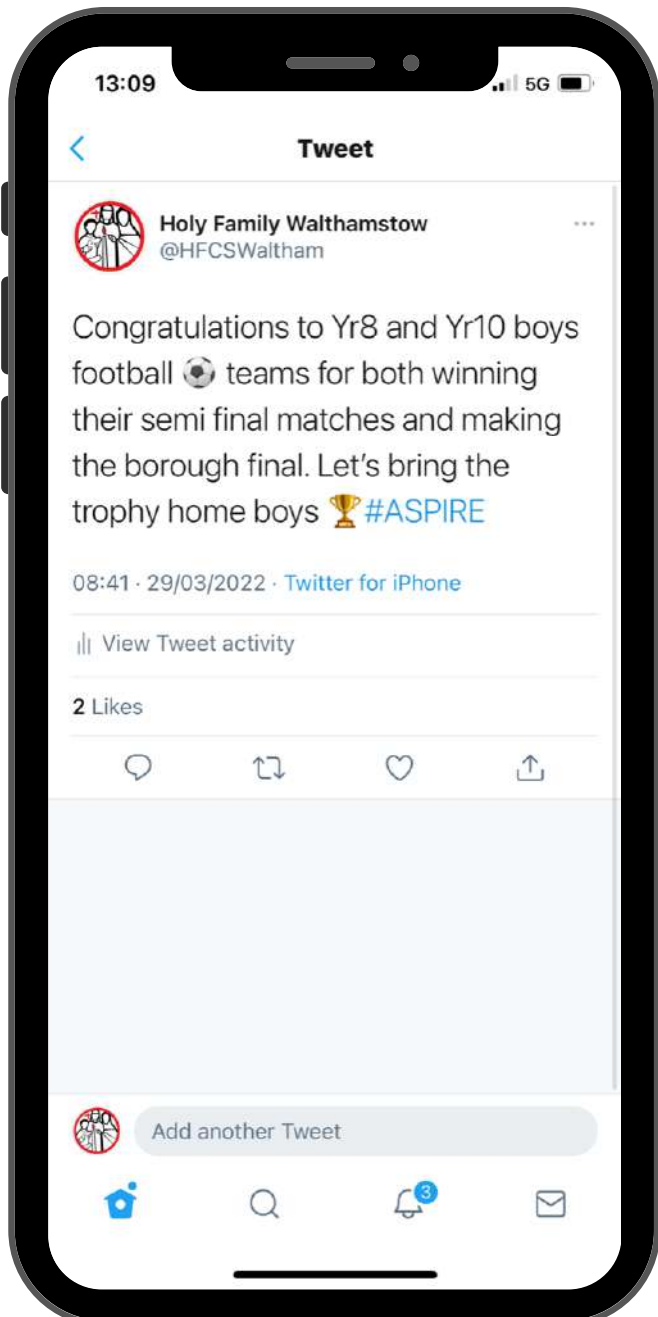 13:09
5G
Tweet
Holy Family Walthamstow
@HFCSWaltham
Congratulations to Yr8 and Yr10 boys
football ⚽ teams for both winning
their semi final matches and making
the borough final. Let's bring the
trophy home boys 🏆#ASPIRE
08:41 · 29/03/2022 · Twitter for iPhone
View Tweet activity
2 Likes
Add another Tweet
3